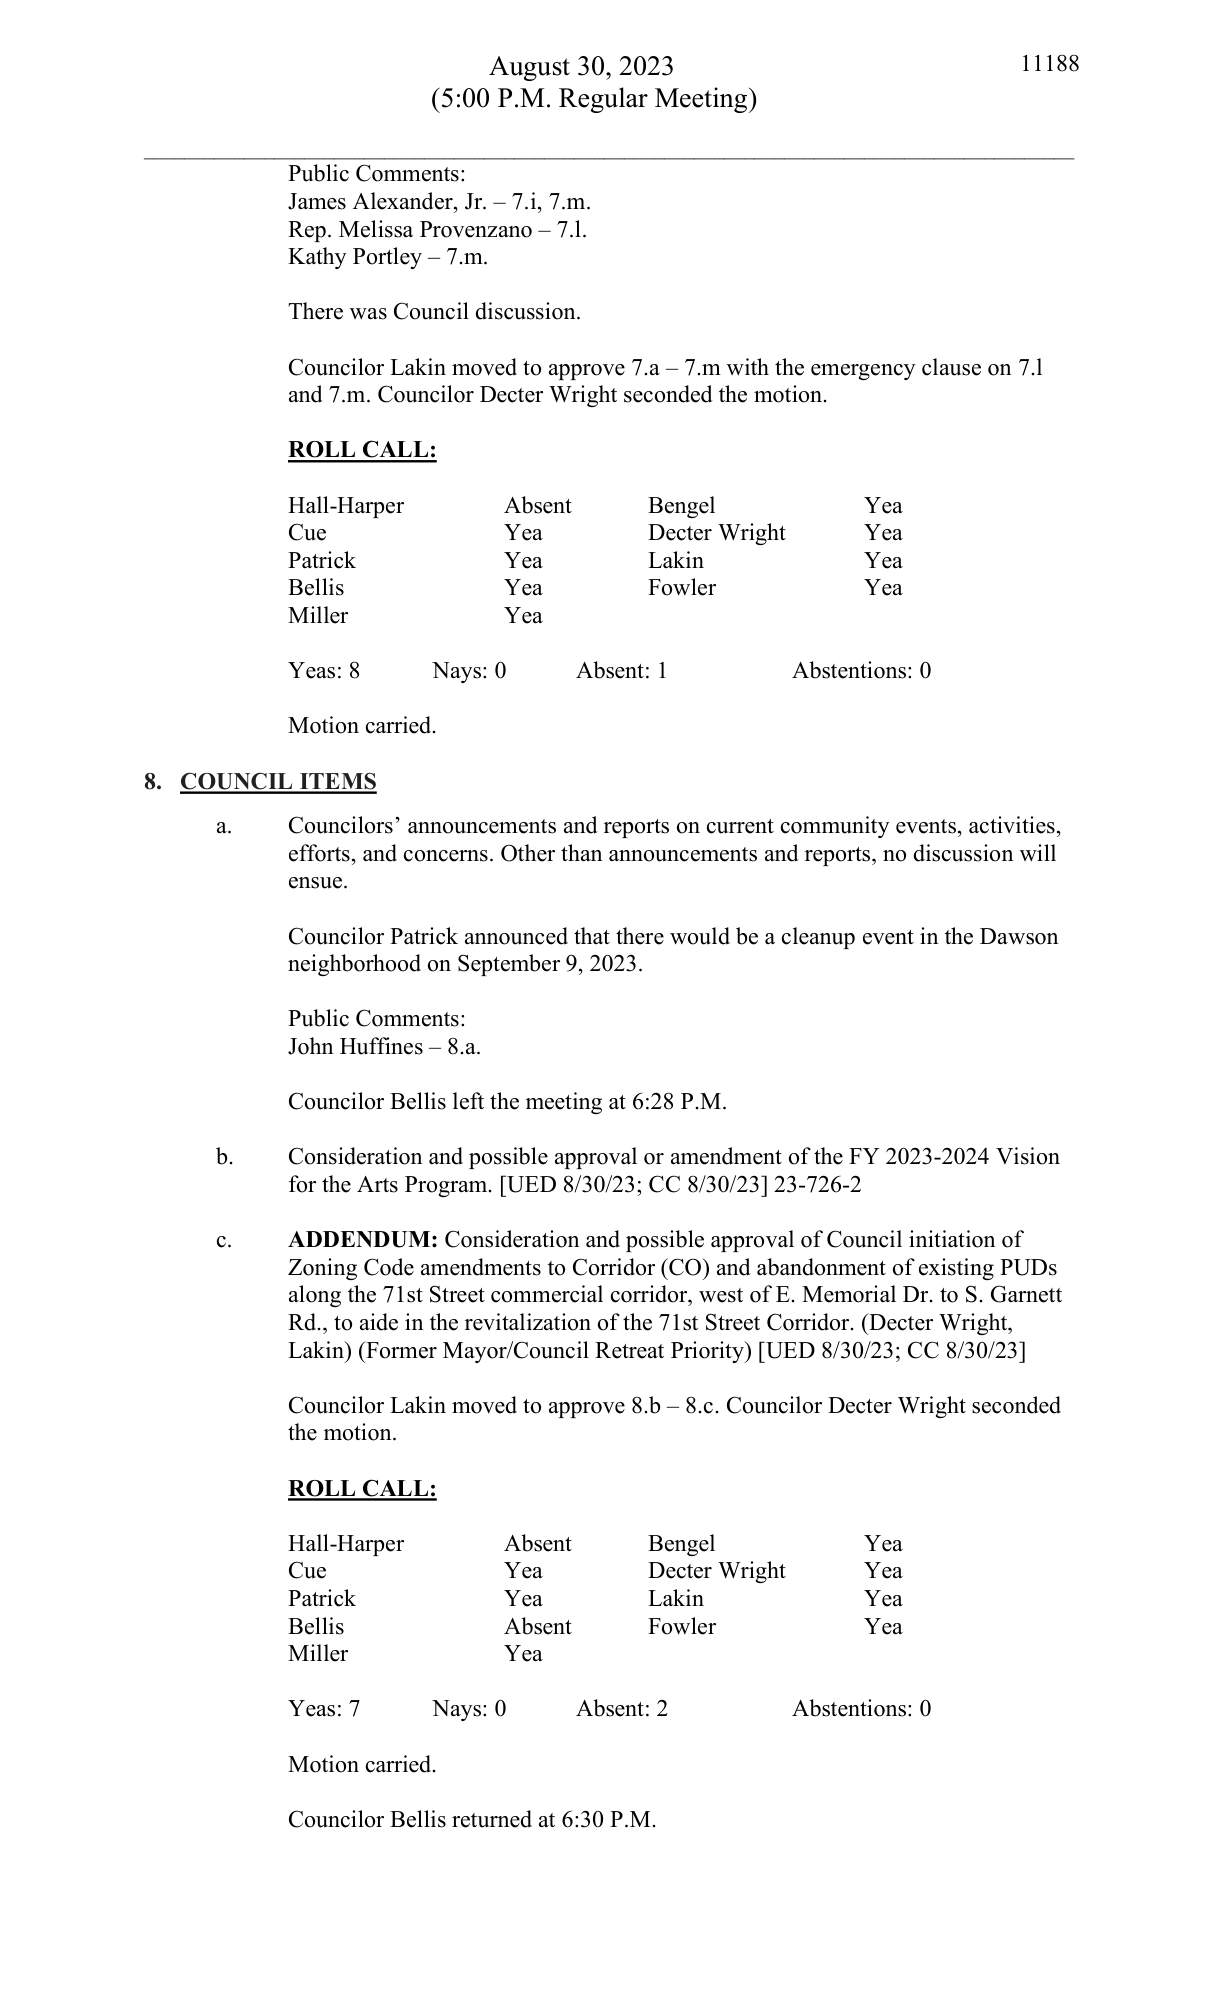 August 30, 2023
11188
(5:00 P.M. Regular Meeting)
Public Comments:
James Alexander, Jr. – 7.i, 7.m.
Rep. Melissa Provenzano – 7.l.
Kathy Portley – 7.m.
There was Council discussion.
Councilor Lakin moved to approve 7.a – 7.m with the emergency clause on 7.l
and 7.m. Councilor Decter Wright seconded the motion.
ROLL CALL:
Hall-Harper Absent Bengel Yea
Cue Yea Decter Wright Yea
Patrick Yea Lakin Yea
Bellis Yea Fowler Yea
Miller Yea
Yeas: 8 Nays: 0 Absent: 1 Abstentions: 0
Motion carried.
8. COUNCIL ITEMS
a. Councilors’ announcements and reports on current community events, activities,
efforts, and concerns. Other than announcements and reports, no discussion will
ensue.
Councilor Patrick announced that there would be a cleanup event in the Dawson
neighborhood on September 9, 2023.
Public Comments:
John Huffines – 8.a.
Councilor Bellis left the meeting at 6:28 P.M.
b. Consideration and possible approval or amendment of the FY 2023-2024 Vision
for the Arts Program. [UED 8/30/23; CC 8/30/23] 23-726-2
c. ADDENDUM: Consideration and possible approval of Council initiation of
Zoning Code amendments to Corridor (CO) and abandonment of existing PUDs
along the 71st Street commercial corridor, west of E. Memorial Dr. to S. Garnett
Rd., to aide in the revitalization of the 71st Street Corridor. (Decter Wright,
Lakin) (Former Mayor/Council Retreat Priority) [UED 8/30/23; CC 8/30/23]
Councilor Lakin moved to approve 8.b – 8.c. Councilor Decter Wright seconded
the motion.
ROLL CALL:
Hall-Harper Absent Bengel Yea
Cue Yea Decter Wright Yea
Patrick Yea Lakin Yea
Bellis Absent Fowler Yea
Miller Yea
Yeas: 7 Nays: 0 Absent: 2 Abstentions: 0
Motion carried.
Councilor Bellis returned at 6:30 P.M.